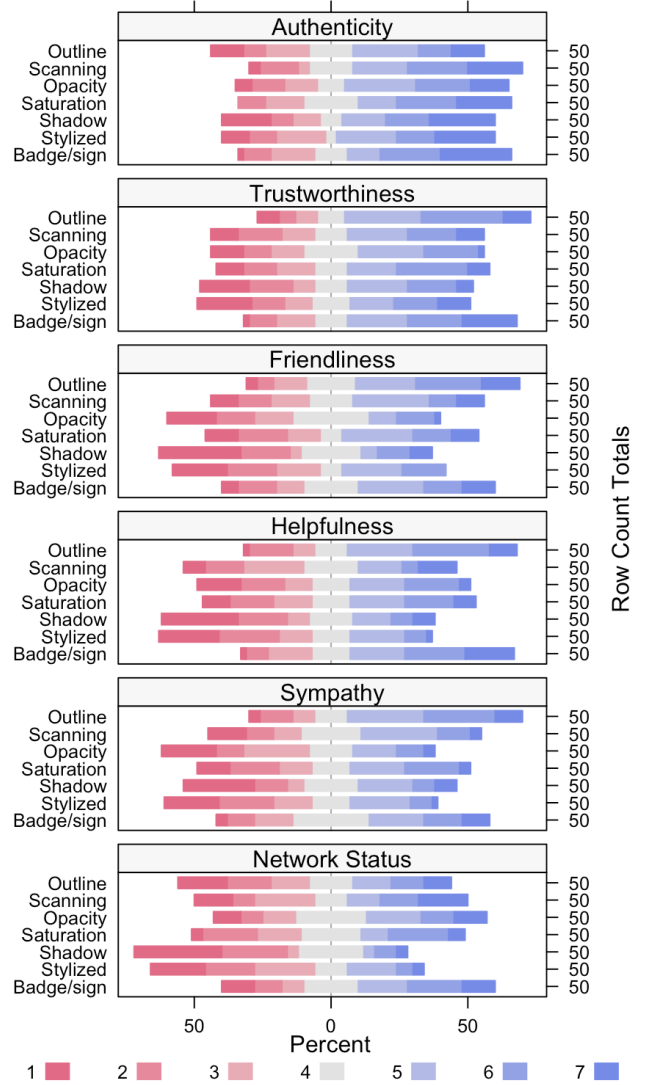 Authenticity
Outline 50
Scanning 50
Opacity 50
Saturation 50
Shadow 50
Stylized 50
Badge/sign 50
Trustworthiness
Outline 50
Scanning 50
Opacity 50
Saturation 50
Shadow 50
Stylized 50
Badge/sign 50
Friendliness
Outline 50
Scanning 50
Opacity 50
Saturation 50
Shadow 50
Stylized 50
Badge/sign 50
Helpfulness
Outline 50
Scanning 50
Opacity 50
Saturation 50
Shadow 50
Stylized 50
Badge/sign 50
Sympathy
Outline 50
Scanning 50
Opacity 50
Saturation 50
Shadow 50
Stylized 50
Badge/sign 50
Network Status
Outline 50
Scanning 50
Opacity 50
Saturation 50
Shadow 50
Stylized 50
Badge/sign 50
Row Count Totals
50 0 50
Percent
1 2 3 4 5 6 7